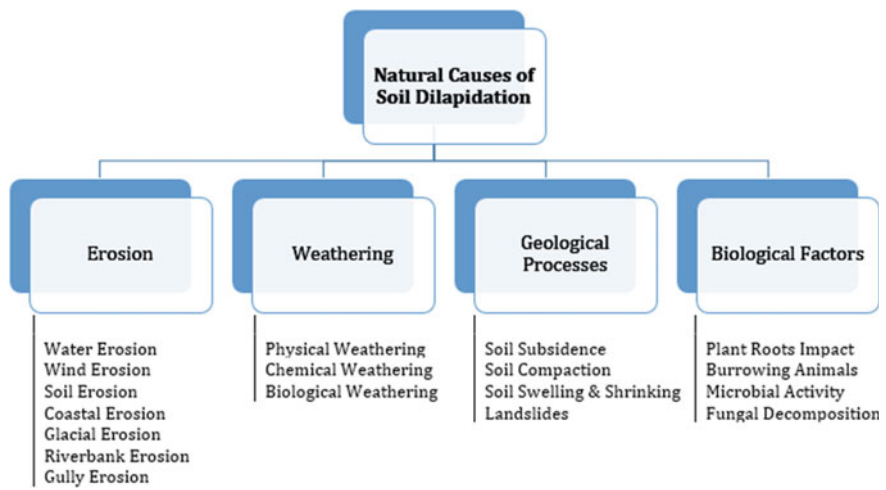 Natural Causes of
Soil Dilapidation
Erosion
Weathering
Geological
Processes
Biological Factors
Water Erosion
Wind Erosion
Soil Erosion
Coastal Erosion
Glacial Erosion
Riverbank Erosion
Gully Erosion
Physical Weathering
Chemical Weathering
Biological Weathering
Soil Subsidence
Soil Compaction
Soil Swelling & Shrinking
Landslides
Plant Roots Impact
Burrowing Animals
Microbial Activity
Fungal Decomposition